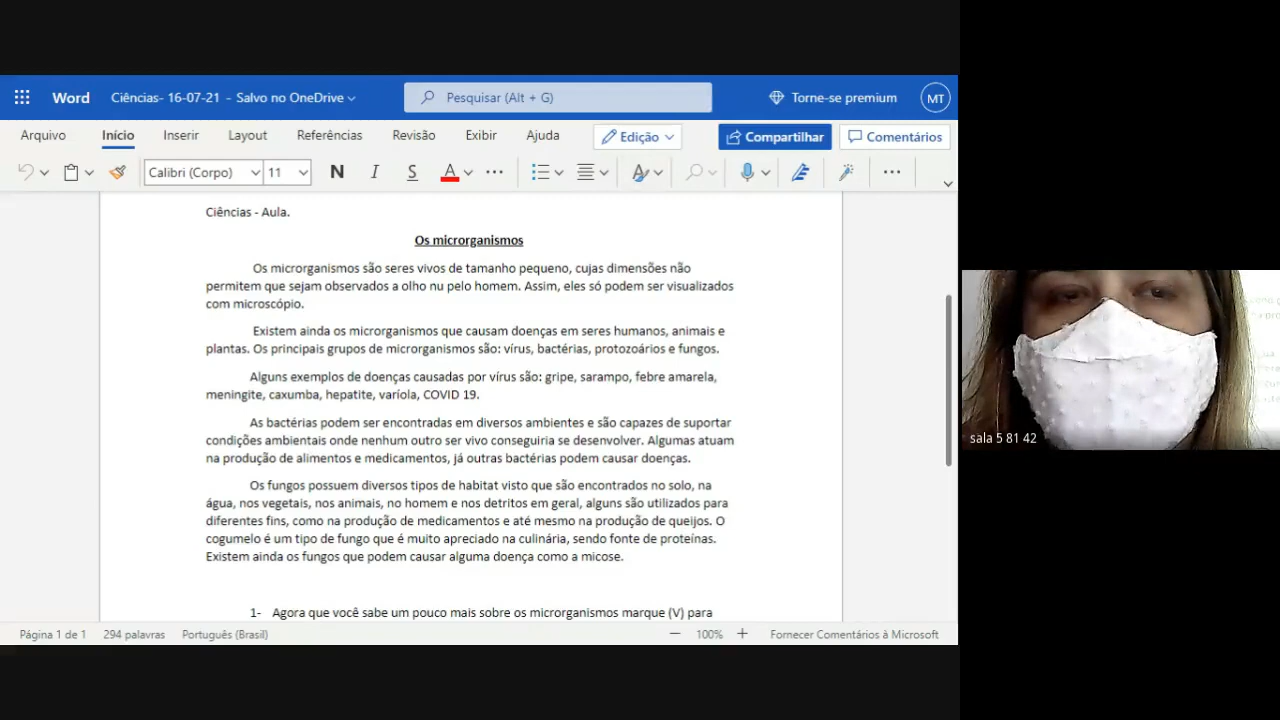 Word
Ciências- 16-07-21 - Salvo no OneDrive
Pesquisar (Alt + G)
Torne-se premium
MT
Arquivo Início Inserir Layout Referências Revisão Exibir Ajuda
Edição
Compartilhar
Comentários
Calibri (Corpo) 11 N I S A A
Ciências - Aula.
Os microrganismos
Os microrganismos são seres vivos de tamanho pequeno, cujas dimensões não
permitem que sejam observados a olho nu pelo homem. Assim, eles só podem ser visualizados
com microscópio.
Existem ainda os microrganismos que causam doenças em seres humanos, animais e
plantas. Os principais grupos de microrganismos são: vírus, bactérias, protozoários e fungos.
Alguns exemplos de doenças causadas por vírus são: gripe, sarampo, febre amarela,
meningite, caxumba, hepatite, varíola, COVID 19.
As bactérias podem ser encontradas em diversos ambientes e são capazes de suportar
condições ambientais onde nenhum outro ser vivo conseguiria se desenvolver. Algumas atuam
na produção de alimentos e medicamentos, já outras bactérias podem causar doenças.
Os fungos possuem diversos tipos de habitat visto que são encontrados no solo, na
água, nos vegetais, nos animais, no homem e nos detritos em geral, alguns são utilizados para
diferentes fins, como na produção de medicamentos e até mesmo na produção de queijos. O
cogumelo é um tipo de fungo que é muito apreciado na culinária, sendo fonte de proteínas.
Existem ainda os fungos que podem causar alguma doença como a micose.
1- Agora que você sabe um pouco mais sobre os microrganismos marque (V) para
Página 1 de 1 294 palavras Português (Brasil) 100% Fornecer Comentários à Microsoft
sala 5 81 42